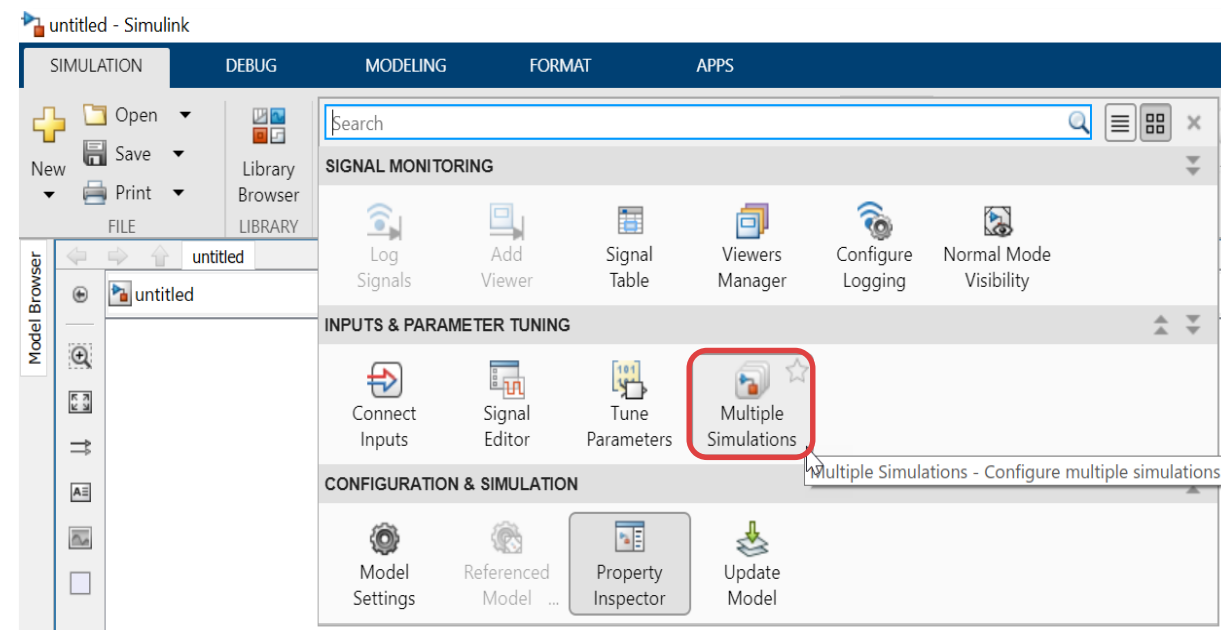 untitled - Simulink
SIMULATION DEBUG MODELING FORMAT APPS
New
Open
Save
Print
FILE
Library
Browser
LIBRARY
Search
SIGNAL MONITORING
Log
Signals
Add
Viewer
Signal
Table
Viewers
Manager
Configure
Logging
Normal Mode
Visibility
INPUTS & PARAMETER TUNING
Connect
Inputs
Signal
Editor
101
Tune
Parameters
Multiple
Simulations
Multiple Simulations - Configure multiple simulations
CONFIGURATION & SIMULATION
Model
Settings
Referenced
Model ...
Property
Inspector
Update
Model
Model Browser
untitled
untitled
A